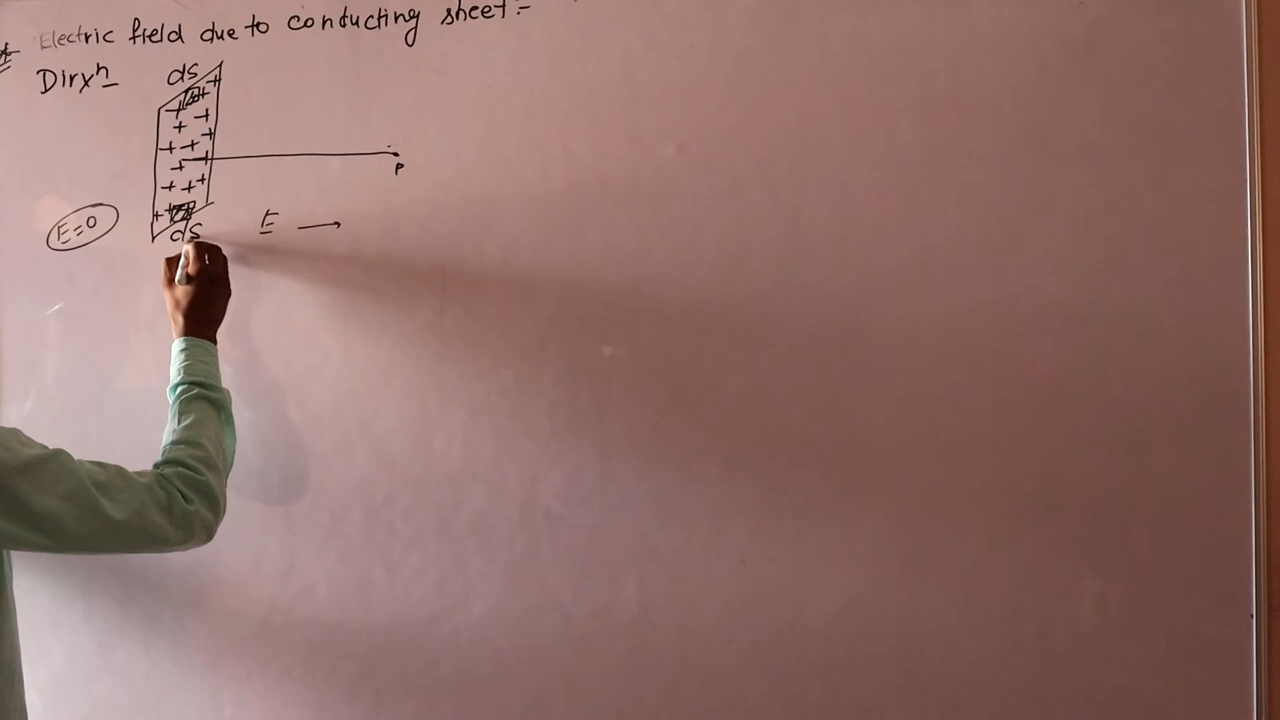 * Electric field due to conducting sheet :-
Dirxⁿ
ds
+ + + + + + + + + + + + + + + +
P
E=0
E →
ds